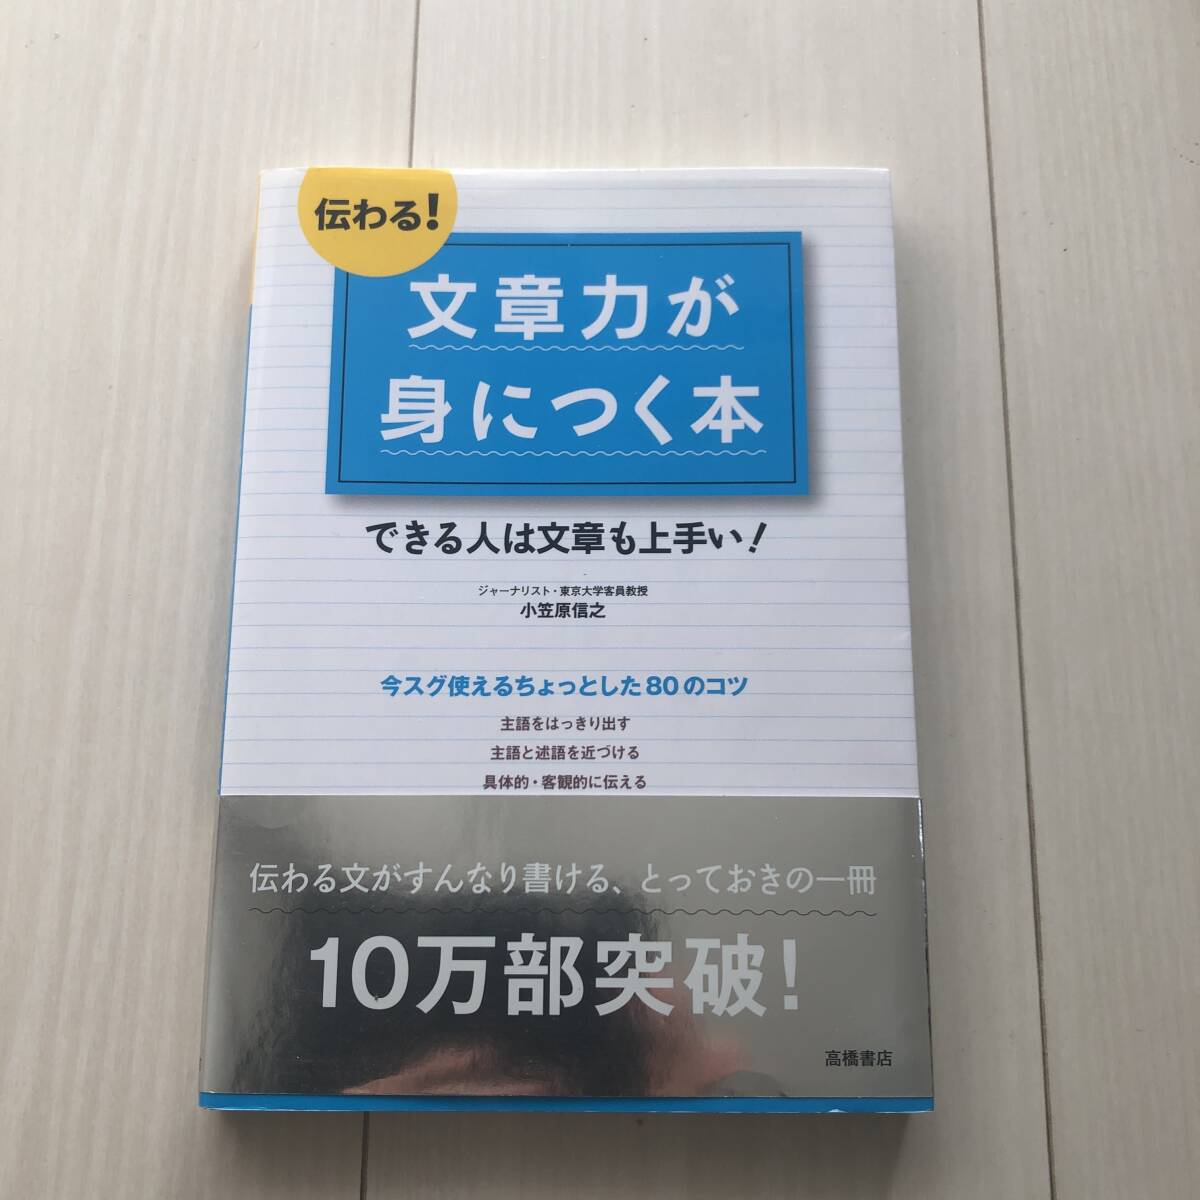 伝わる!
文章力が
身につく本
できる人は文章も上手い!
ジャーナリスト・東京大学客員教授
小笠原信之
今スグ使えるちょっとした80のコツ
主語をはっきり出す
主語と述語を近づける
具体的・客観的に伝える
伝わる文がすんなり書ける、とっておきの一冊
10万部突破!
高橋書店